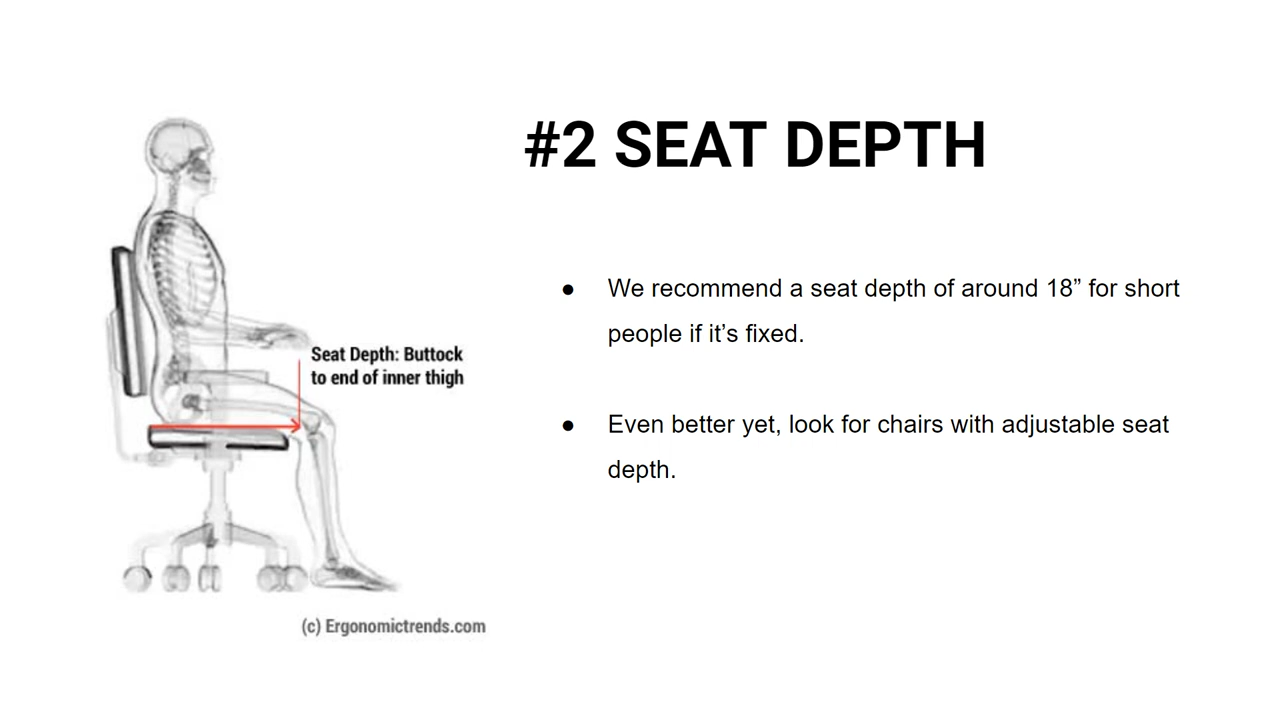 #2 SEAT DEPTH
● We recommend a seat depth of around 18” for short
people if it’s fixed.
● Even better yet, look for chairs with adjustable seat
depth.
Seat Depth: Buttock
to end of inner thigh
(c) Ergonomictrends.com